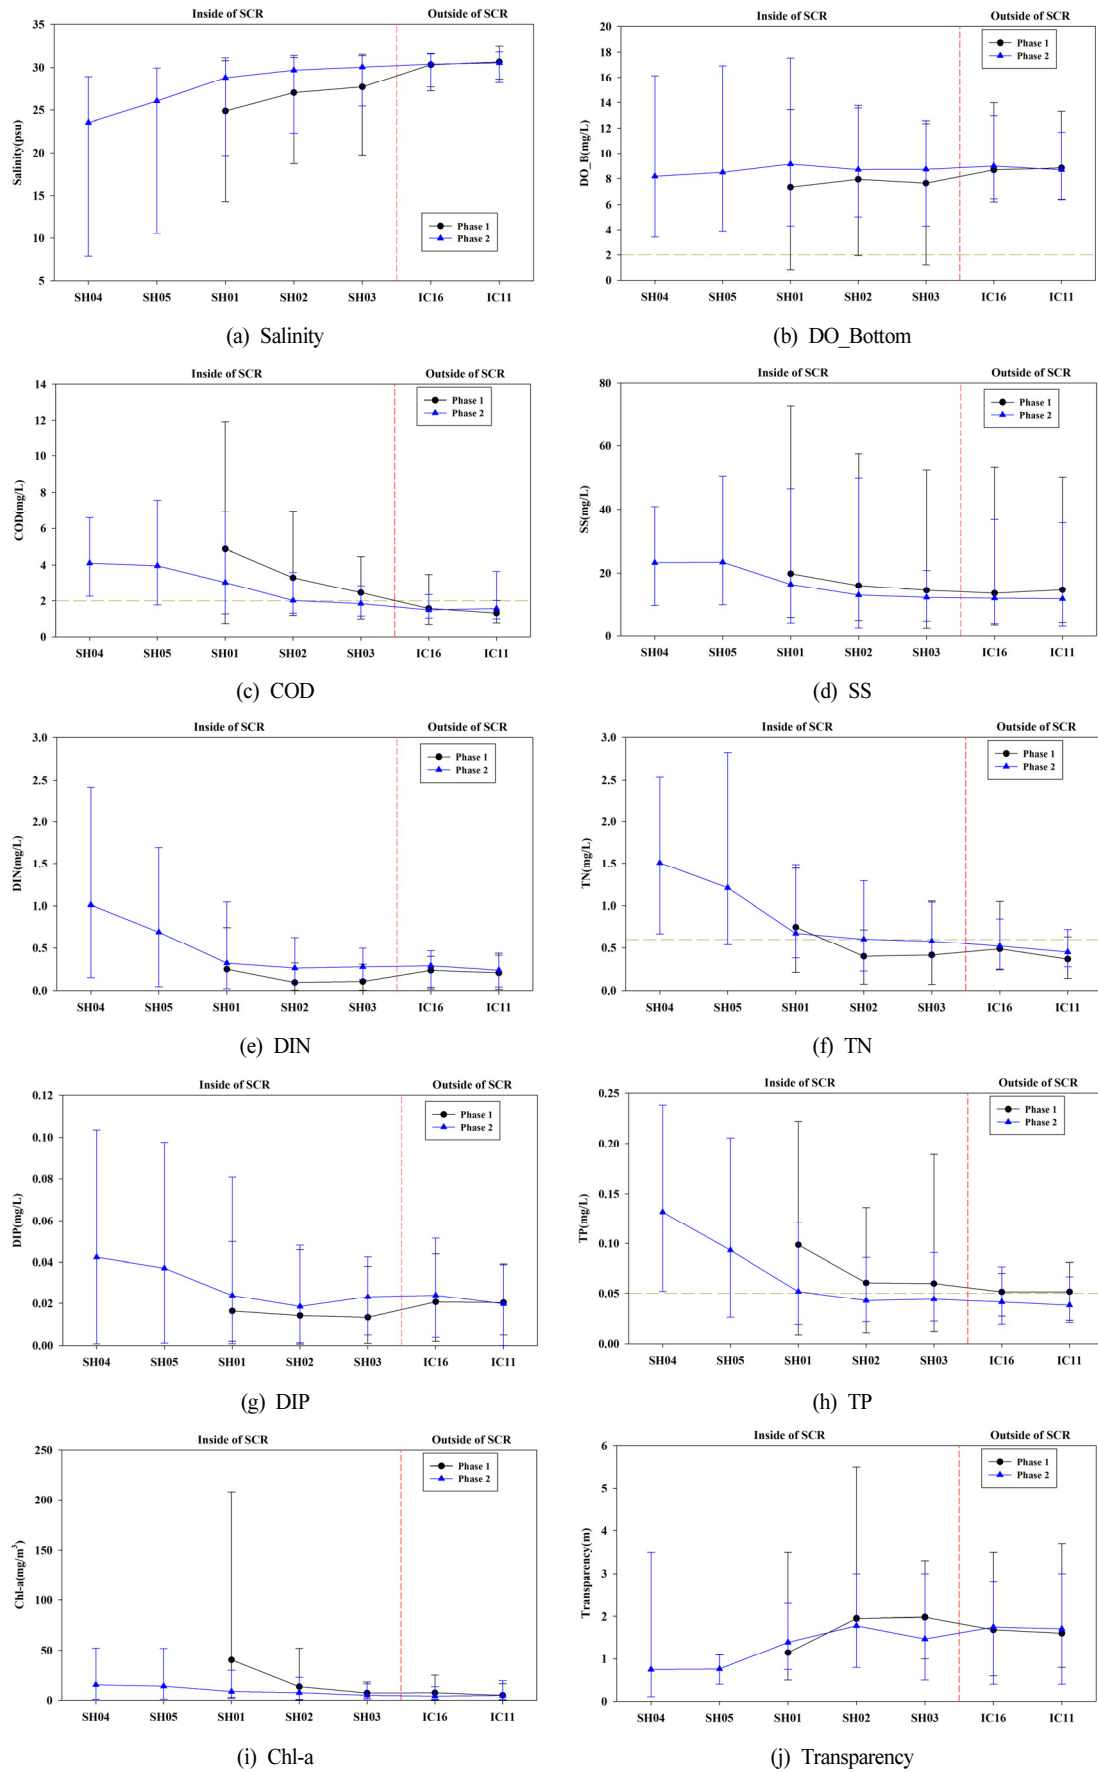 Inside of SCR Outside of SCR
35
30
25
20
15
10
5
Salinity(psu)
Phase 1
Phase 2
SH04 SH05 SH01 SH02 SH03 IC16 IC11
(a) Salinity
Inside of SCR Outside of SCR
20
18
16
14
12
10
8
6
4
2
0
DO_B(mg/L)
Phase 1
Phase 2
SH04 SH05 SH01 SH02 SH03 IC16 IC11
(b) DO_Bottom
Inside of SCR Outside of SCR
14
12
10
8
6
4
2
0
COD(mg/L)
Phase 1
Phase 2
SH04 SH05 SH01 SH02 SH03 IC16 IC11
(c) COD
Inside of SCR Outside of SCR
80
60
40
20
0
SS(mg/L)
Phase 1
Phase 2
SH04 SH05 SH01 SH02 SH03 IC16 IC11
(d) SS
Inside of SCR Outside of SCR
3.0
2.5
2.0
1.5
1.0
0.5
0.0
DIN(mg/L)
Phase 1
Phase 2
SH04 SH05 SH01 SH02 SH03 IC16 IC11
(e) DIN
Inside of SCR Outside of SCR
3.0
2.5
2.0
1.5
1.0
0.5
0.0
TN(mg/L)
Phase 1
Phase 2
SH04 SH05 SH01 SH02 SH03 IC16 IC11
(f) TN
Inside of SCR Outside of SCR
0.12
0.10
0.08
0.06
0.04
0.02
0.00
DIP(mg/L)
Phase 1
Phase 2
SH04 SH05 SH01 SH02 SH03 IC16 IC11
(g) DIP
Inside of SCR Outside of SCR
0.25
0.20
0.15
0.10
0.05
0.00
TP(mg/L)
Phase 1
Phase 2
SH04 SH05 SH01 SH02 SH03 IC16 IC11
(h) TP
Inside of SCR Outside of SCR
250
200
150
100
50
0
Chl-a(mg/m³)
Phase 1
Phase 2
SH04 SH05 SH01 SH02 SH03 IC16 IC11
(i) Chl-a
Inside of SCR Outside of SCR
6
5
4
3
2
1
0
Transparency(m)
Phase 1
Phase 2
SH04 SH05 SH01 SH02 SH03 IC16 IC11
(j) Transparency